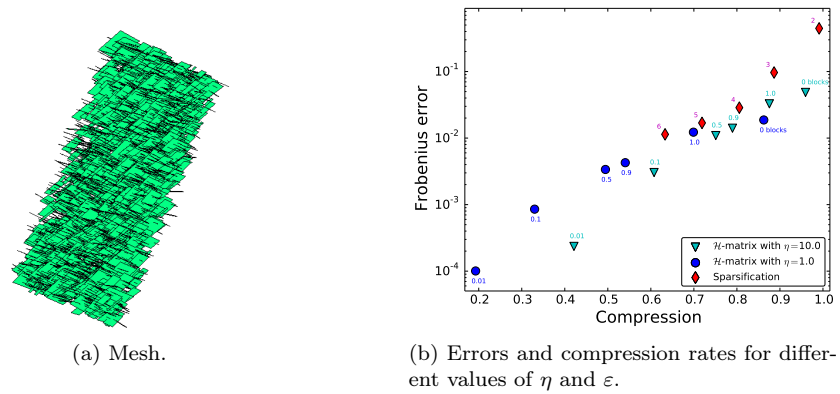 2
3
0 blocks
1.0
4
5
0.5
0.9
6
1.0
0 blocks
0.1
0.5
0.9
0.1
0.01
0.01
10⁻¹
10⁻²
10⁻³
10⁻⁴
Frobenius error
ℋ-matrix with η=10.0
ℋ-matrix with η=1.0
Sparsification
0.2 0.3 0.4 0.5 0.6 0.7 0.8 0.9 1.0
Compression
(a) Mesh.
(b) Errors and compression rates for differ-
ent values of η and ε.